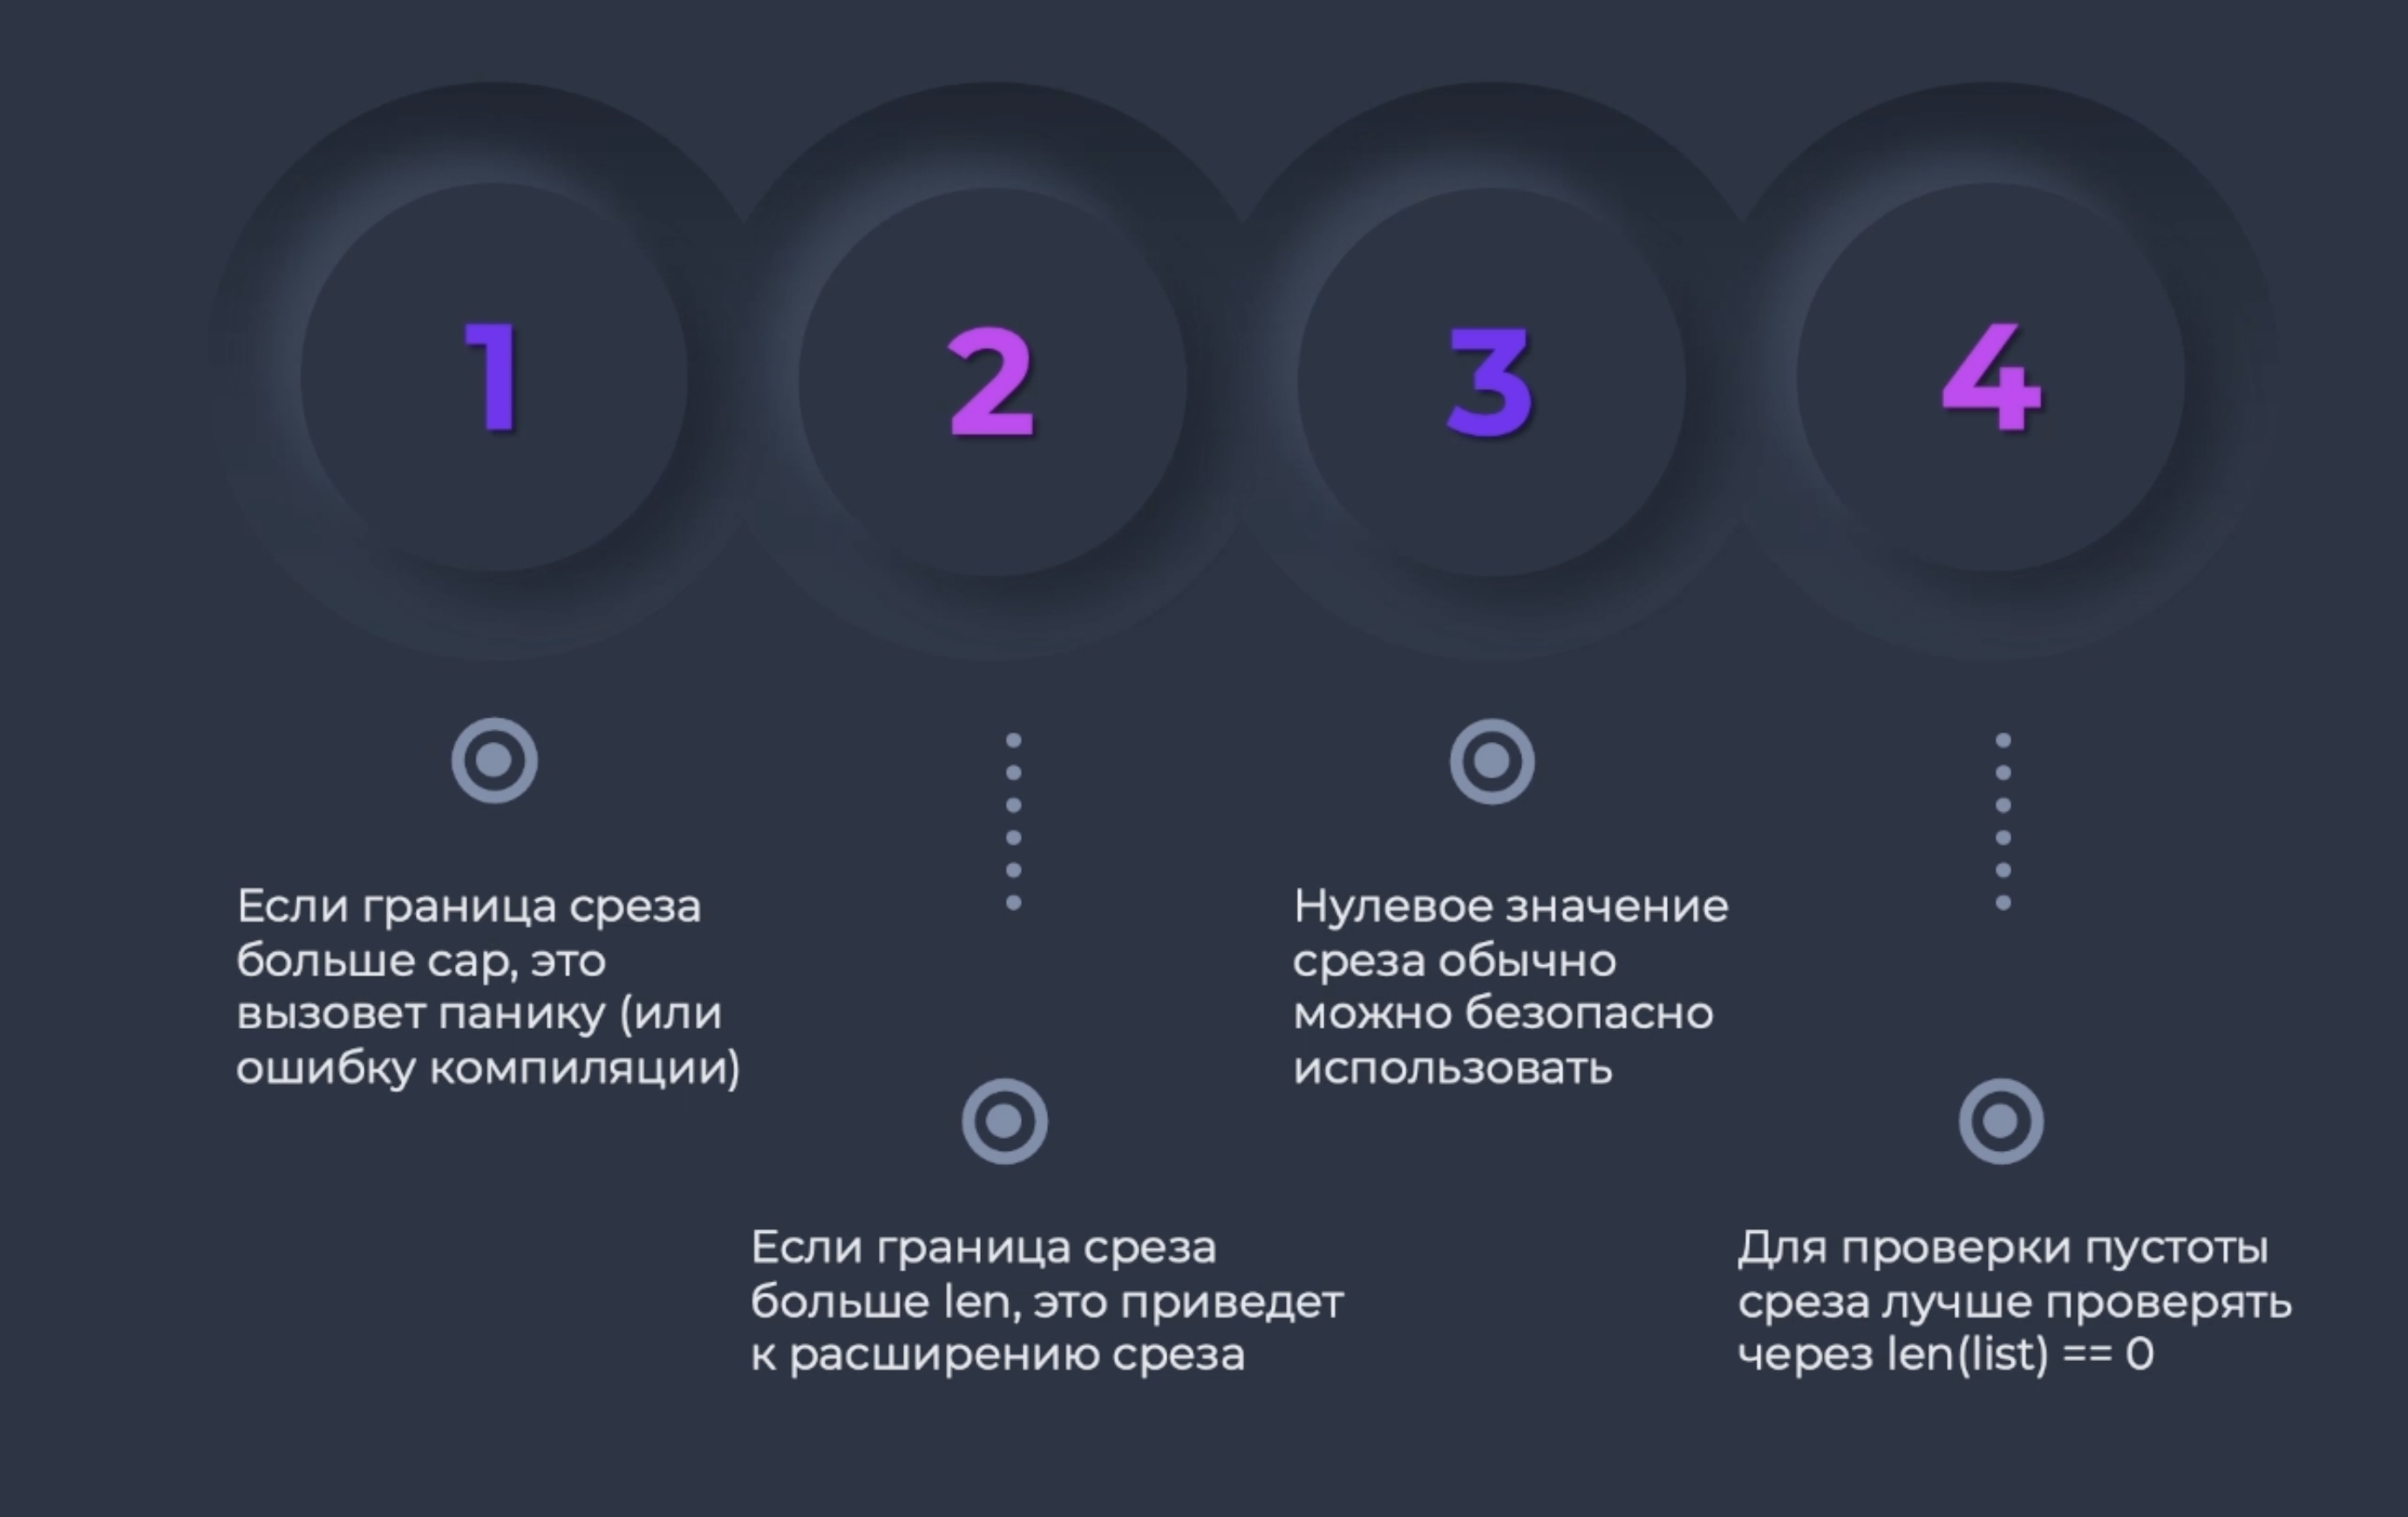 1
2
3
4
Если граница среза
больше cap, это
вызовет панику (или
ошибку компиляции)
Если граница среза
больше len, это приведет
к расширению среза
Нулевое значение
среза обычно
можно безопасно
использовать
Для проверки пустоты
среза лучше проверять
через len(list) == 0